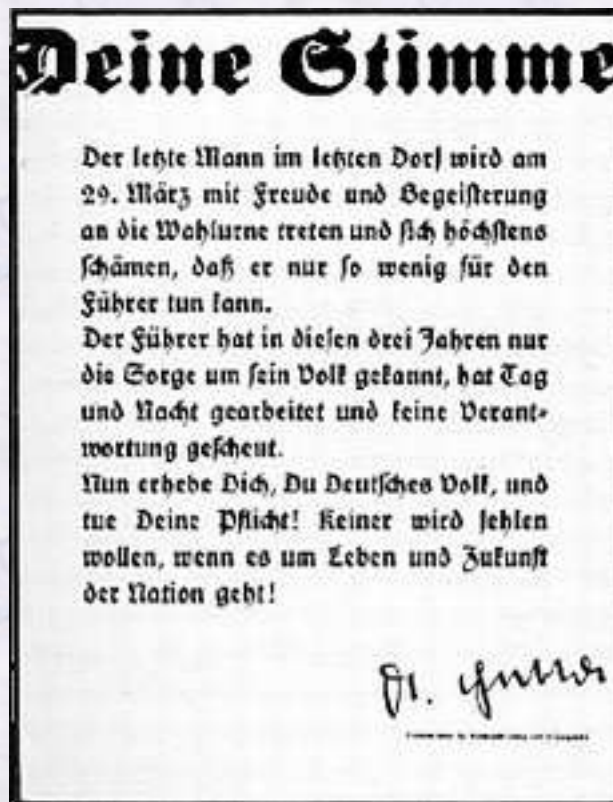 Deine Stimme
Der letzte Mann im letzten Dorf wird am
29. März mit Freude und Begeisterung
an die Wahlurne treten und sich höchstens
schämen, daß er nur so wenig für den
Führer tun kann.
Der Führer hat in diesen drei Jahren nur
die Sorge um sein Volk gekannt, hat Tag
und Nacht gearbeitet und keine Verant-
wortung gescheut.
Nun erhebe Dich, Du Deutsches Volk, und
tue Deine Pflicht! Keiner wird fehlen
wollen, wenn es um Leben und Zukunft
der Nation geht!